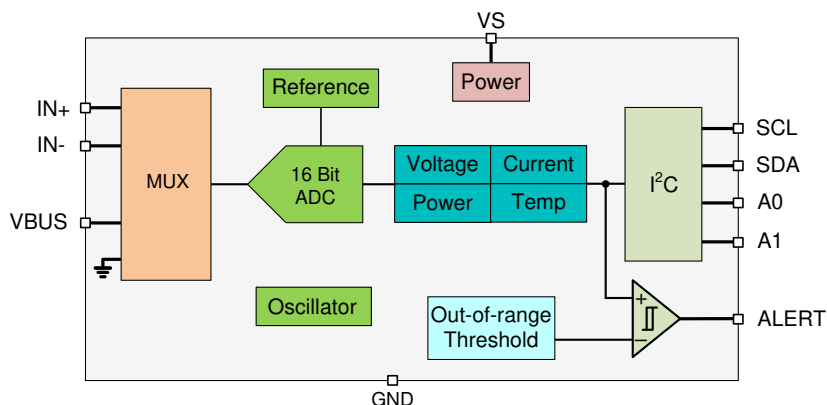 VS
Reference
Power
IN+
IN-
VBUS
MUX
16 Bit
ADC
Voltage
Current
Power
Temp
I²C
SCL
SDA
A0
A1
Oscillator
Out-of-range
Threshold
+
−
ALERT
GND